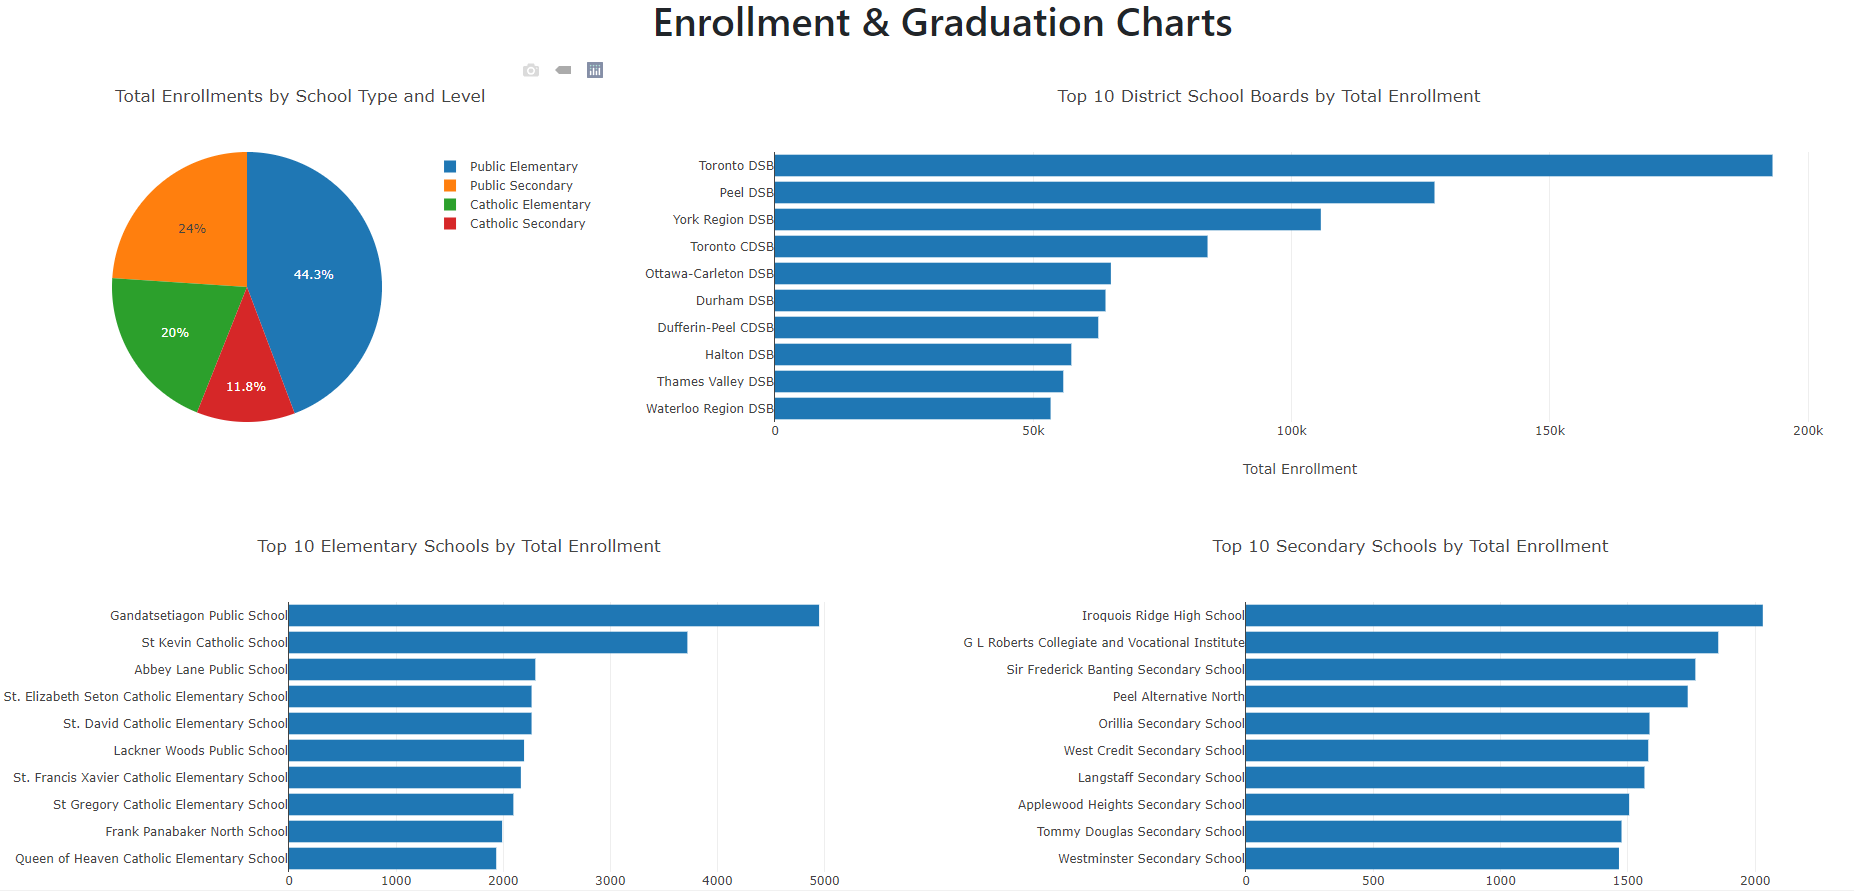 Enrollment & Graduation Charts
Total Enrollments by School Type and Level
44.3%
24%
20%
11.8%
Public Elementary
Public Secondary
Catholic Elementary
Catholic Secondary
Top 10 District School Boards by Total Enrollment
Toronto DSB
Peel DSB
York Region DSB
Toronto CDSB
Ottawa-Carleton DSB
Durham DSB
Dufferin-Peel CDSB
Halton DSB
Thames Valley DSB
Waterloo Region DSB
0 50k 100k 150k 200k
Total Enrollment
Top 10 Elementary Schools by Total Enrollment
Gandatsetiagon Public School
St Kevin Catholic School
Abbey Lane Public School
St. Elizabeth Seton Catholic Elementary School
St. David Catholic Elementary School
Lackner Woods Public School
St. Francis Xavier Catholic Elementary School
St Gregory Catholic Elementary School
Frank Panabaker North School
Queen of Heaven Catholic Elementary School
0 1000 2000 3000 4000 5000
Top 10 Secondary Schools by Total Enrollment
Iroquois Ridge High School
G L Roberts Collegiate and Vocational Institute
Sir Frederick Banting Secondary School
Peel Alternative North
Orillia Secondary School
West Credit Secondary School
Langstaff Secondary School
Applewood Heights Secondary School
Tommy Douglas Secondary School
Westminster Secondary School
0 500 1000 1500 2000